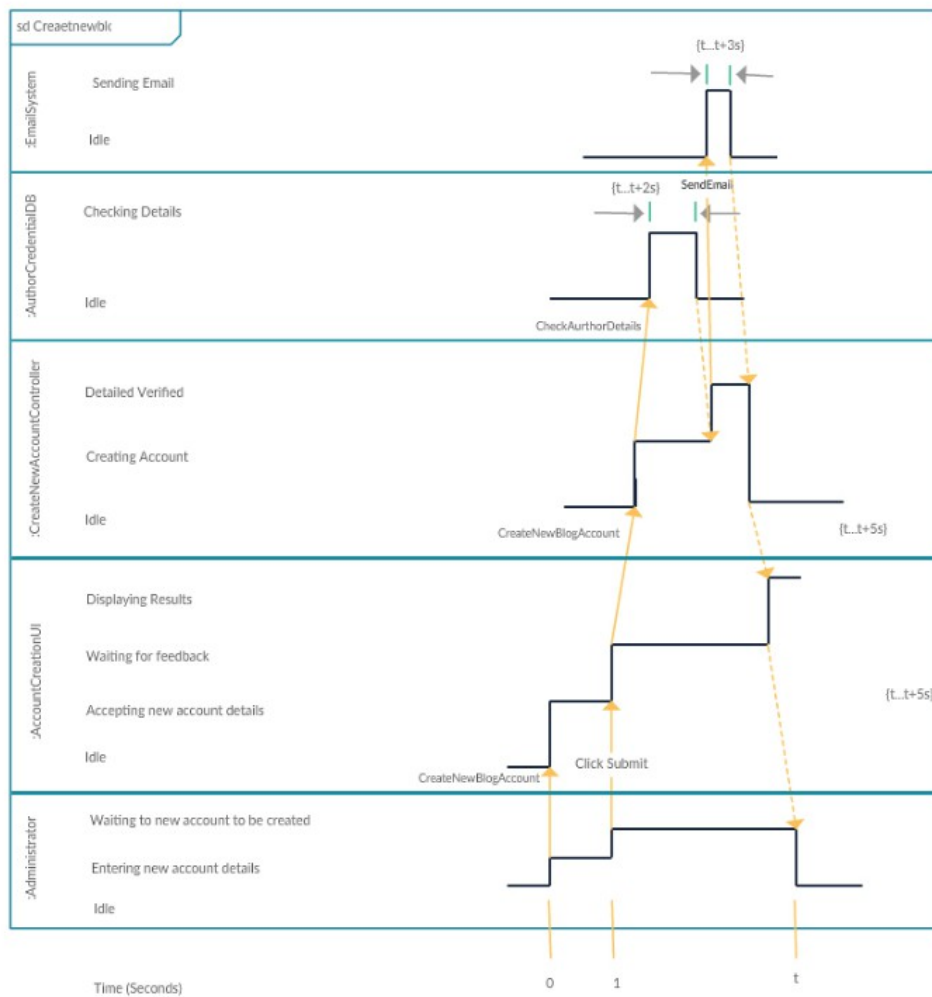 sd Creaetnewblc
{t...t+3s}
:EmailSystem
Sending Email
Idle
{t...t+2s}
SendEmail
:AuthorCredentialDB
Checking Details
Idle
CheckAurthorDetails
:CreateNewAccountController
Detailed Verified
Creating Account
Idle
CreateNewBlogAccount
{t...t+5s}
:AccountCreationUI
Displaying Results
Waiting for feedback
Accepting new account details
{t...t+5s}
Idle
Click Submit
CreateNewBlogAccount
:Administrator
Waiting to new account to be created
Entering new account details
Idle
Time (Seconds)
0
1
t